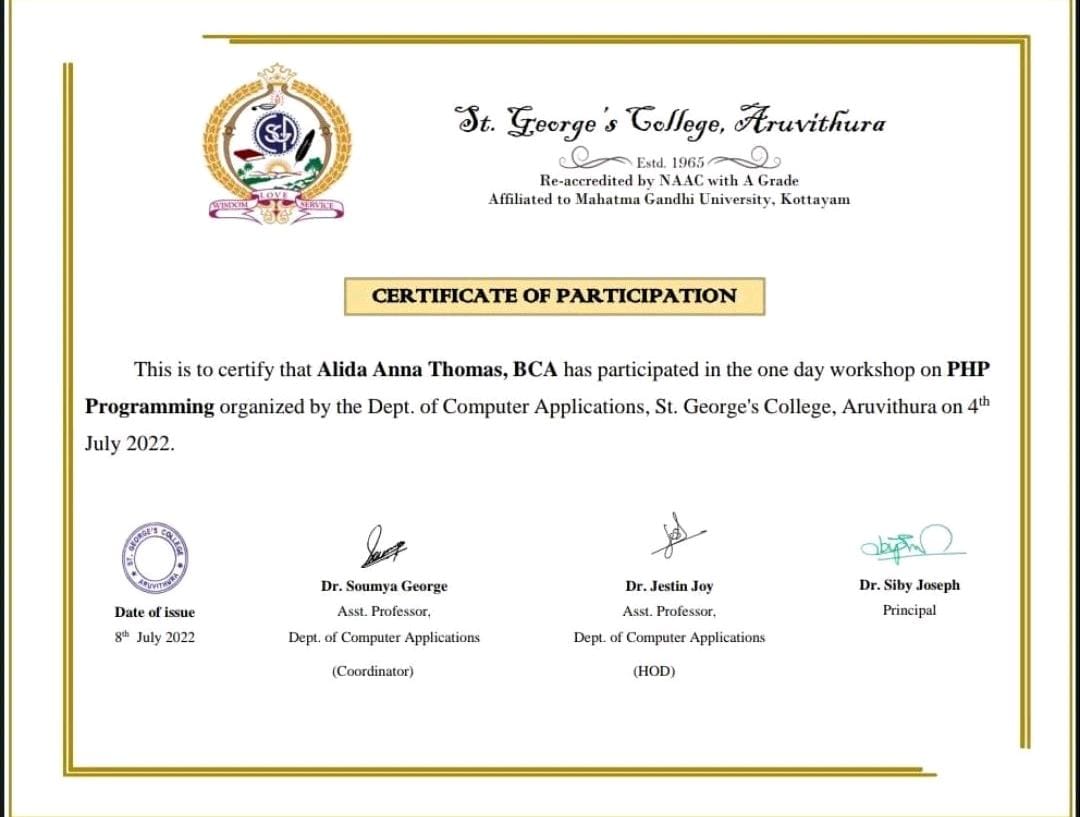 St. George's College, Aruvithura
Estd. 1965
Re-accredited by NAAC with A Grade
Affiliated to Mahatma Gandhi University, Kottayam
SGC
LOVE
WISDOM
SERVICE
CERTIFICATE OF PARTICIPATION
This is to certify that Alida Anna Thomas, BCA has participated in the one day workshop on PHP
Programming organized by the Dept. of Computer Applications, St. George's College, Aruvithura on 4th
July 2022.
ST. GEORGE'S COLLEGE
ARUVITHURA
Date of issue
8th July 2022
Dr. Soumya George
Asst. Professor,
Dept. of Computer Applications
(Coordinator)
Dr. Jestin Joy
Asst. Professor,
Dept. of Computer Applications
(HOD)
Dr. Siby Joseph
Principal